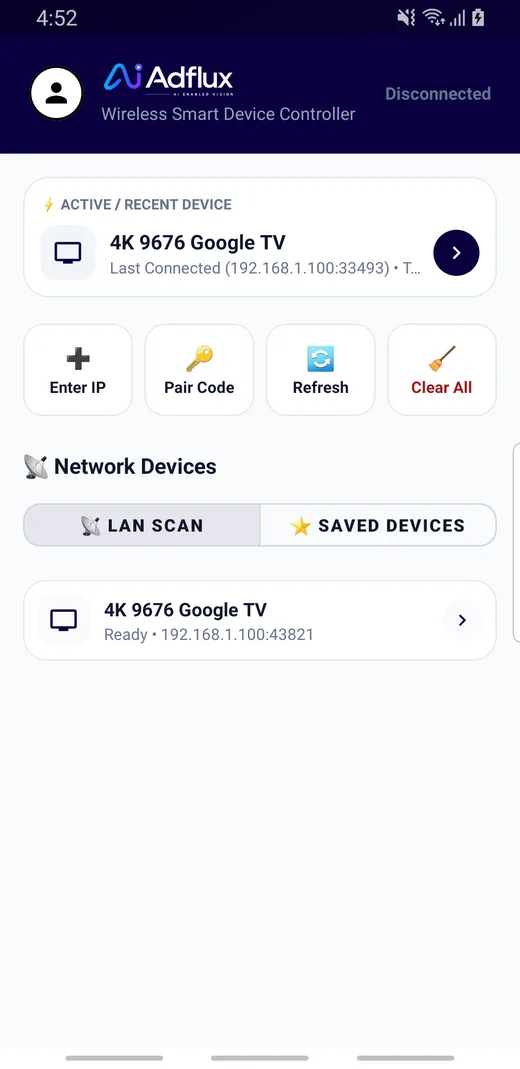 4:52
Adflux
AI ENABLED VISION
Wireless Smart Device Controller
Disconnected
⚡ ACTIVE / RECENT DEVICE
4K 9676 Google TV
Last Connected (192.168.1.100:33493) • T...
Enter IP
Pair Code
Refresh
Clear All
Network Devices
LAN SCAN
SAVED DEVICES
4K 9676 Google TV
Ready • 192.168.1.100:43821